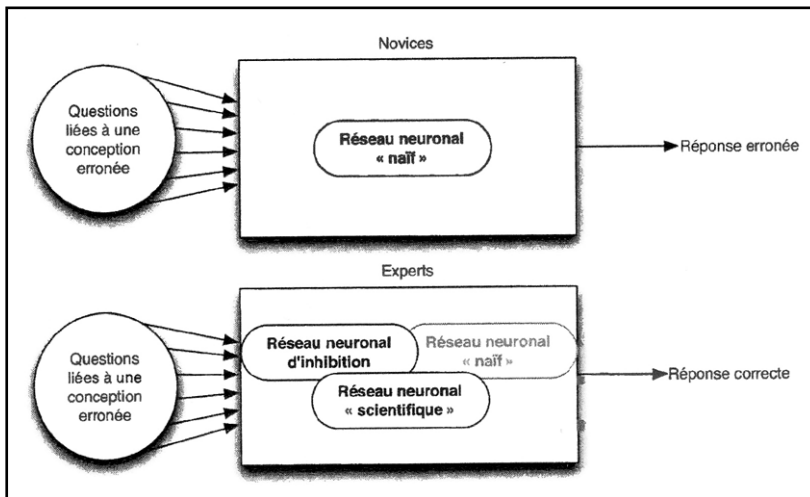 Novices
Questions
liées à une
conception
erronée
Réseau neuronal
« naïf »
Réponse erronée
Experts
Questions
liées à une
conception
erronée
Réseau neuronal
d'inhibition
Réseau neuronal
« naïf »
Réseau neuronal
« scientifique »
Réponse correcte